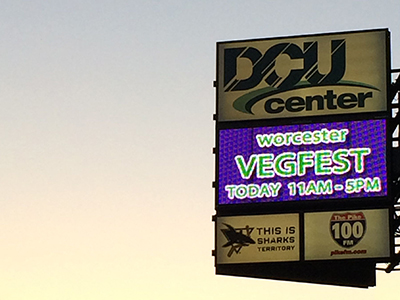 DCU
center
worcester
VEGFEST
TODAY 11AM - 5PM
THIS IS
SHARKS
TERRITORY
The Pike
100
FM
pikefm.com